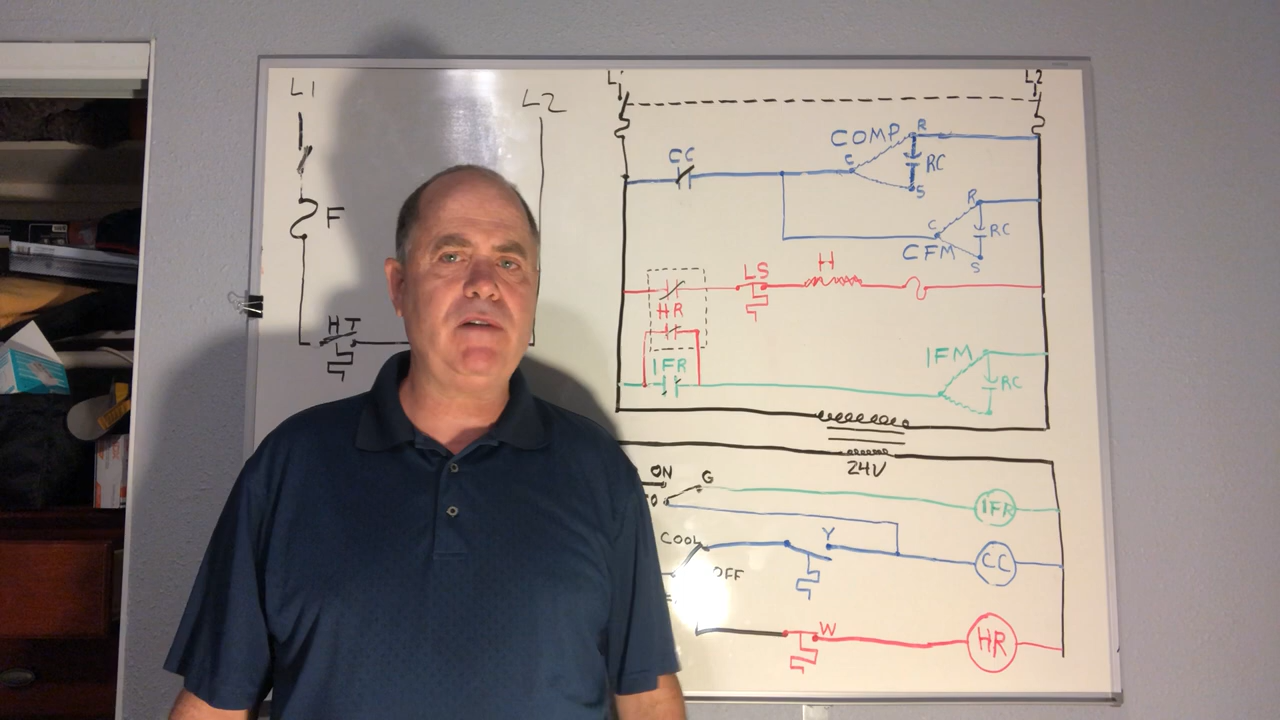 L1
L2
F
HT
L1
L2
CC
COMP
R
C
RC
S
R
C
RC
CFM
S
LS
H
HR
IFR
IFM
RC
24V
ON
G
IFR
COOL
Y
CC
OFF
W
HR